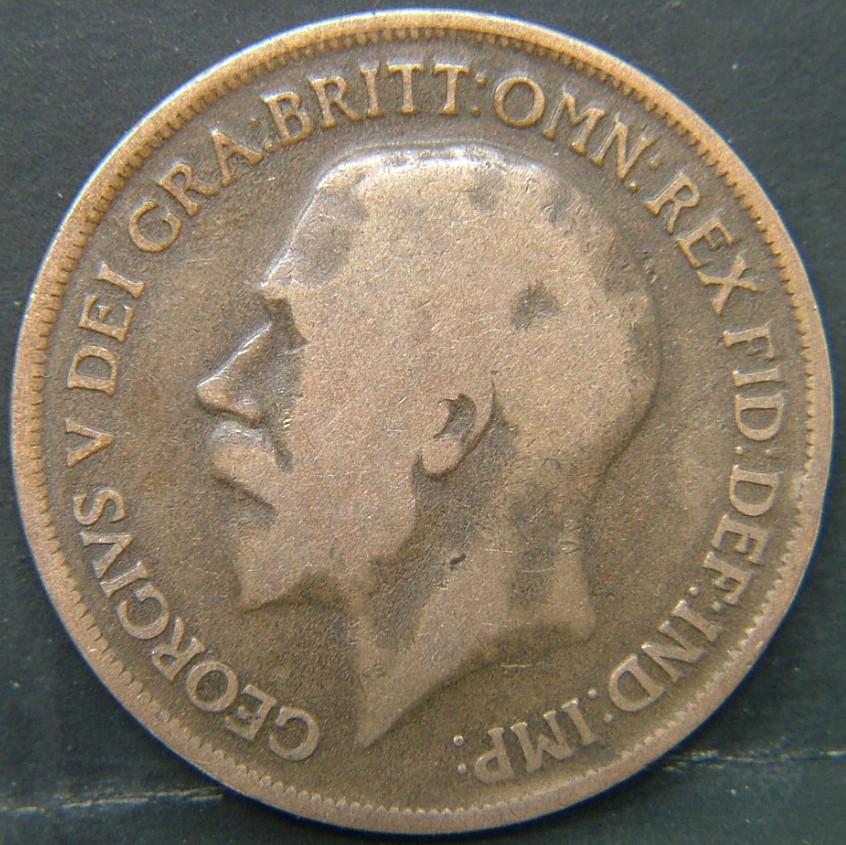 GEORGIVS V DEI GRA:BRITT:OMN:REX FID:DEF:IND:IMP: